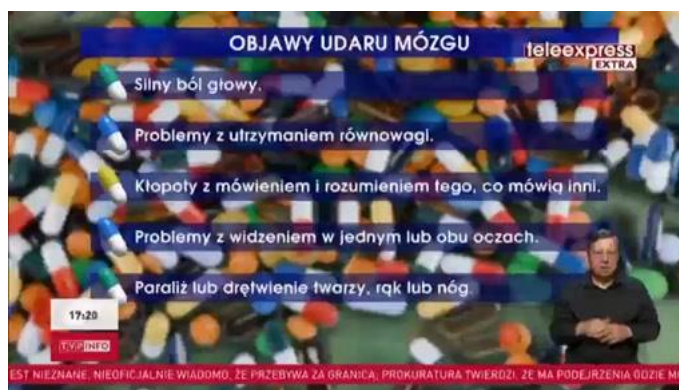 OBJAWY UDARU MÓZGU
teleexpress
EXTRA
Silny ból głowy.
Problemy z utrzymaniem równowagi.
Kłopoty z mówieniem i rozumieniem tego, co mówią inni.
Problemy z widzeniem w jednym lub obu oczach.
Paraliż lub drętwienie twarzy, rąk lub nóg.
17:20
TVP INFO
EST NIEZNANE, NIEOFICJALNIE WIADOMO, ŻE PRZEBYWA ZA GRANICĄ; PROKURATURA TWIERDZI, ŻE MA PODEJRZENIA GDZIE M